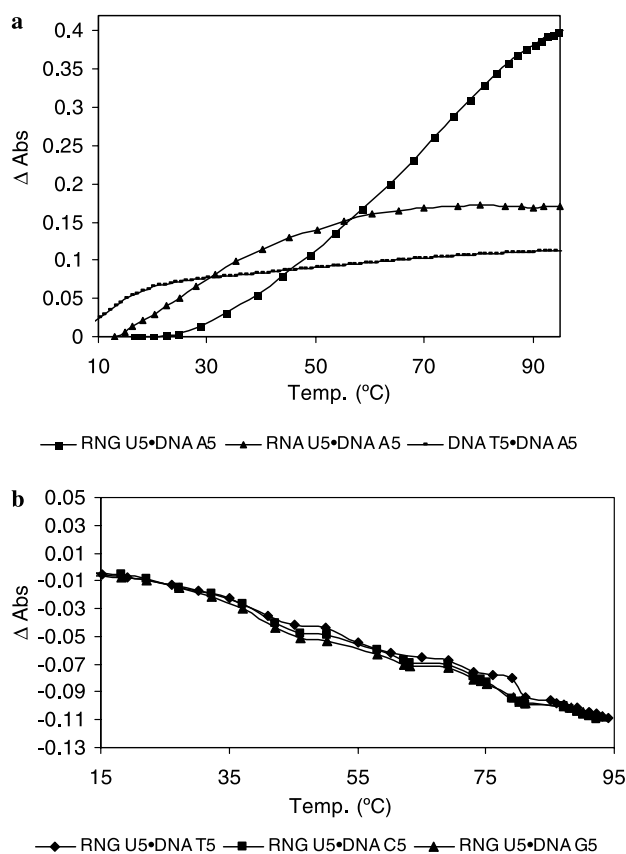 a
0.4
0.35
0.3
0.25
0.2
0.15
0.1
0.05
0
Δ Abs
10 30 50 70 90
Temp. (ºC)
RNG U5•DNA A5 RNA U5•DNA A5 DNA T5•DNA A5
b
0.05
0.03
0.01
-0.01
-0.03
-0.05
-0.07
-0.09
-0.11
-0.13
Δ Abs
15 35 55 75 95
Temp. (ºC)
RNG U5•DNA T5 RNG U5•DNA C5 RNG U5•DNA G5